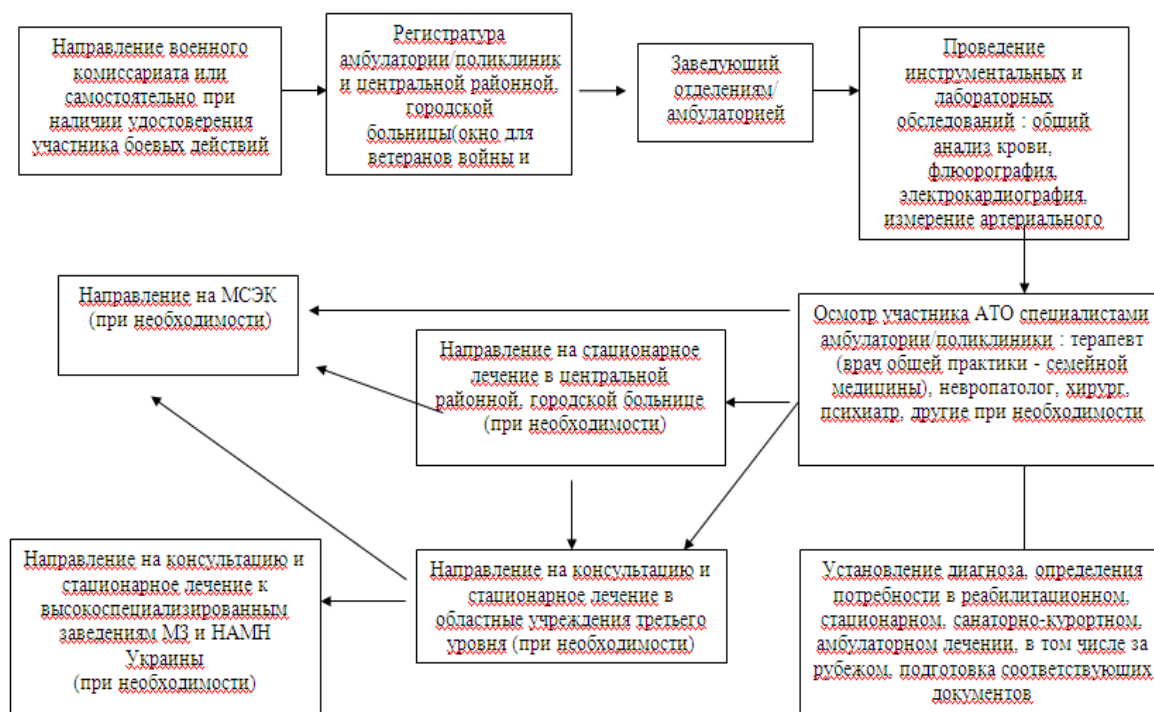 Направление военного
комиссариата или
самостоятельно при
наличии удостоверения
участника боевых действий
Регистратура
амбулатории/поликлиник
и центральной районной,
городской
больницы(окно для
ветеранов войны и
Заведующий
отделениям/
амбулаторией
Проведение
инструментальных и
лабораторных
обследований : общий
анализ крови,
флюорография,
электрокардиография,
измерение артериального
Направление на МСЭК
(при необходимости)
Направление на стационарное
лечение в центральной
районной, городской больнице
(при необходимости)
Осмотр участника АТО специалистами
амбулатории/поликлиники : терапевт
(врач общей практики - семейной
медицины), невропатолог, хирург,
психиатр, другие при необходимости
Направление на консультацию и
стационарное лечение к
высокоспециализированным
заведениям МЗ и НАМН
Украины
(при необходимости)
Направление на консультацию и
стационарное лечение в
областные учреждения третьего
уровня (при необходимости)
Установление диагноза, определения
потребности в реабилитационном,
стационарном, санаторно-курортном,
амбулаторном лечении, в том числе за
рубежом, подготовка соответствующих
документов